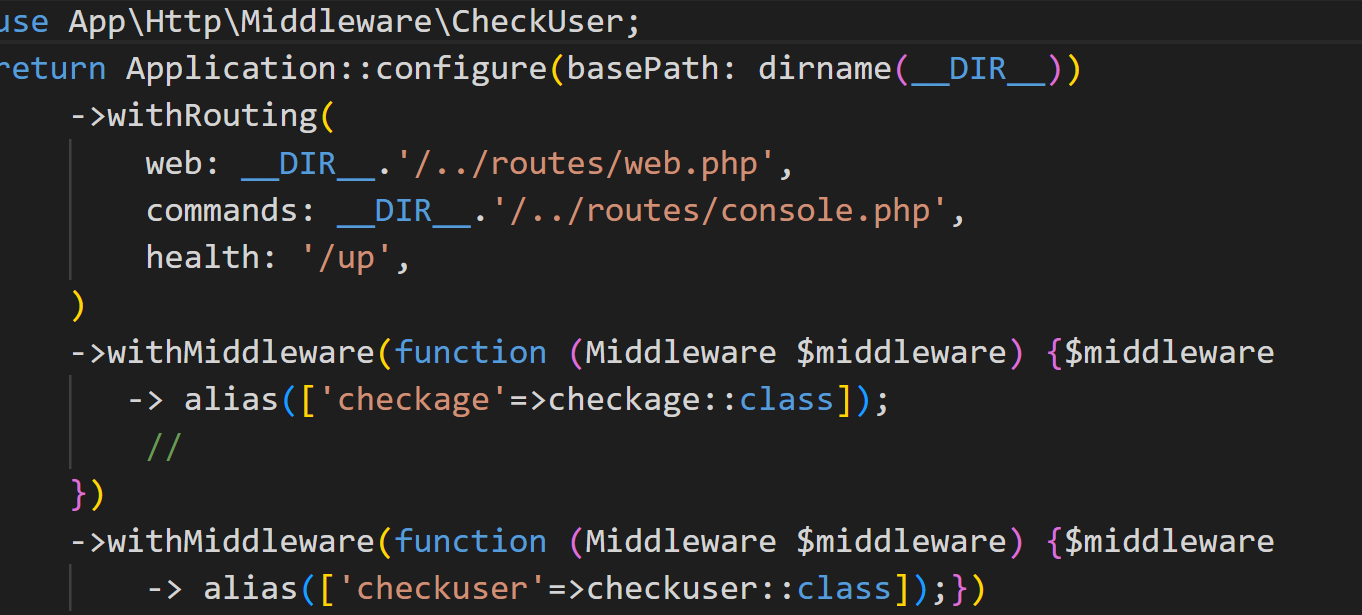 use App\Http\Middleware\CheckUser;
return Application::configure(basePath: dirname(__DIR__))
    ->withRouting(
        web: __DIR__.'/../routes/web.php',
        commands: __DIR__.'/../routes/console.php',
        health: '/up',
    )
    ->withMiddleware(function (Middleware $middleware) {$middleware
       -> alias(['checkage'=>checkage::class]);
        //
    })
    ->withMiddleware(function (Middleware $middleware) {$middleware
        -> alias(['checkuser'=>checkuser::class]);})